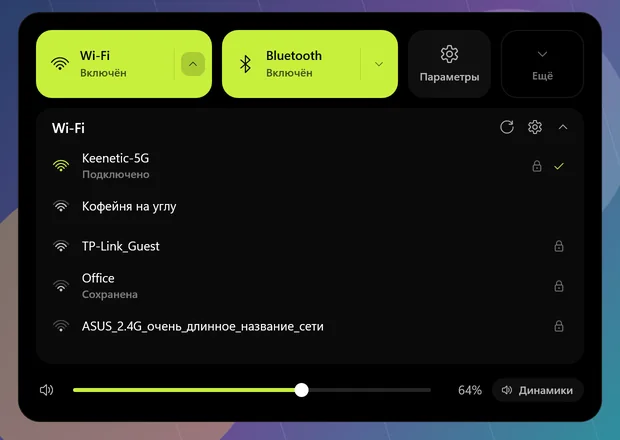 Wi-Fi
Включён
Bluetooth
Включён
Параметры
Ещё
Wi-Fi
Keenetic-5G
Подключено
Кофейня на углу
TP-Link_Guest
Office
Сохранена
ASUS_2.4G_очень_длинное_название_сети
64%
Динамики